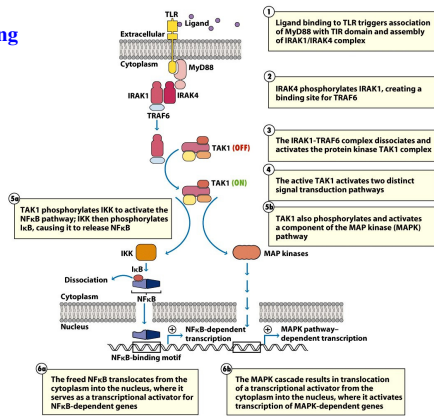 ng
TLR
Ligand
Extracellular
Cytoplasm
MyD88
IRAK1
IRAK4
TRAF6
TAK1 (OFF)
TAK1 (ON)
1
Ligand binding to TLR triggers association
of MyD88 with TIR domain and assembly
of IRAK1/IRAK4 complex
2
IRAK4 phosphorylates IRAK1, creating a
binding site for TRAF6
3
The IRAK1-TRAF6 complex dissociates and
activates the protein kinase TAK1 complex
4
The active TAK1 activates two distinct
signal transduction pathways
5a
TAK1 phosphorylates IKK to activate the
NFκB pathway; IKK then phosphorylates
IκB, causing it to release NFκB
5b
TAK1 also phosphorylates and activates
a component of the MAP kinase (MAPK)
pathway
IKK
MAP kinases
IκB
Dissociation
NFκB
Cytoplasm
Nucleus
+
NFκB-dependent
transcription
+
MAPK pathway–
dependent transcription
NFκB-binding motif
6a
The freed NFκB translocates from the
cytoplasm into the nucleus, where it
serves as a transcriptional activator for
NFκB-dependent genes
6b
The MAPK cascade results in translocation
of a transcriptional activator from the
cytoplasm into the nucleus, where it activates
transcription of MAPK-dependent genes